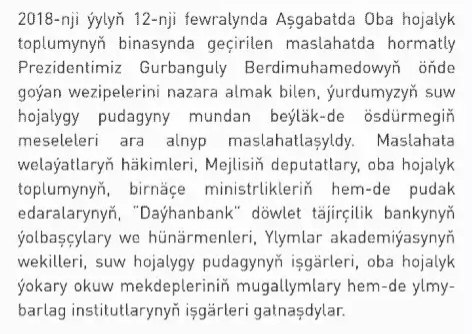 2018-nji ýylyň 12-nji fewralynda Aşgabatda Oba hojalyk
toplumynyň binasynda geçirilen maslahatda hormatly
Prezidentimiz Gurbanguly Berdimuhamedowyň öňde
goýan wezipelerini nazara almak bilen, ýurdumyzyň suw
hojalygy pudagyny mundan beýläk-de ösdürmegiň
meseleleri ara alnyp maslahatlaşyldy. Maslahata
welaýatlaryň häkimleri, Mejlisiň deputatlary, oba hojalyk
toplumynyň, birnäçe ministrlikleriň hem-de pudak
edaralarynyň, "Daýhanbank" döwlet täjirçilik bankynyň
ýolbaşçylary we hünärmenleri, Ylymlar akademiýasynyň
wekilleri, suw hojalygy pudagynyň işgärleri, oba hojalyk
ýokary okuw mekdepleriniň mugallymlary hem-de ylmy-
barlag institutlarynyň işgärleri gatnaşdylar.